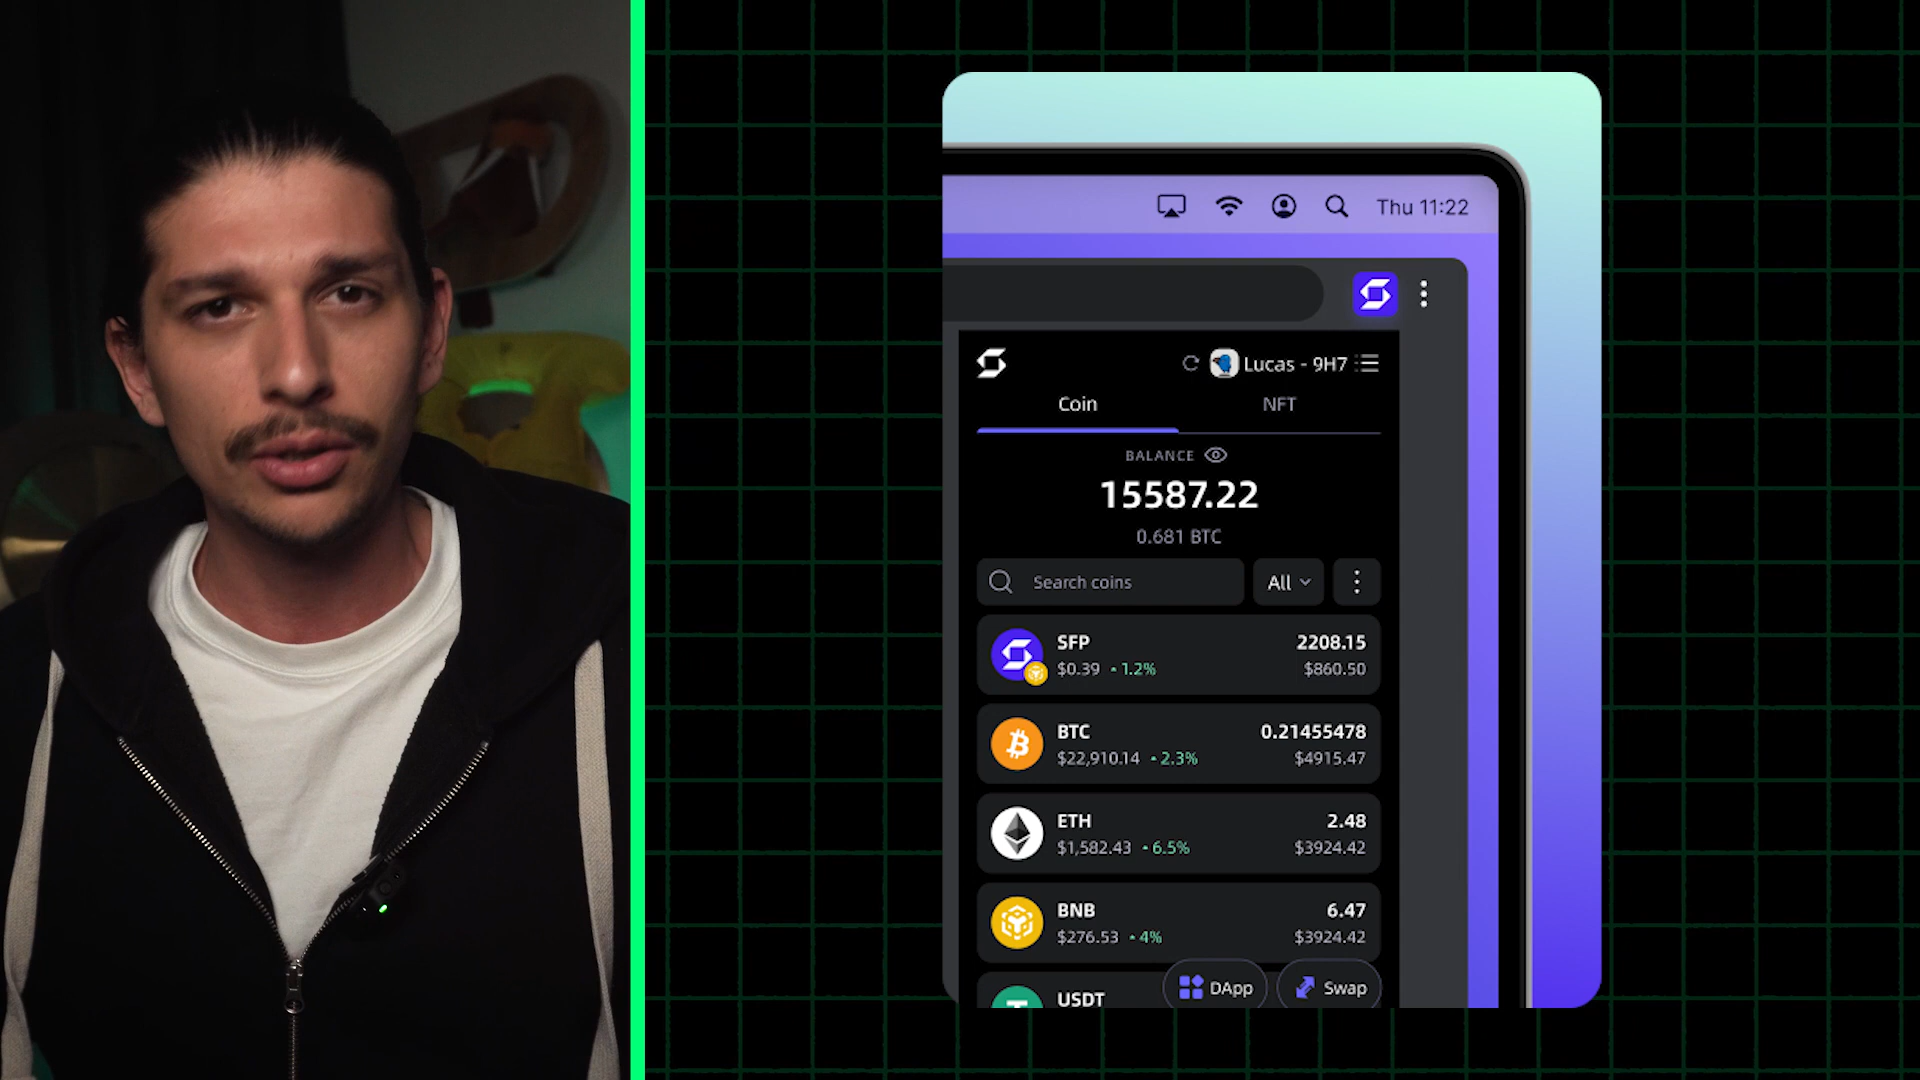 Thu 11:22
Lucas - 9H7
Coin NFT
BALANCE
15587.22
0.681 BTC
Search coins All
SFP 2208.15
$0.39 1.2% $860.50
BTC 0.21455478
$22,910.14 2.3% $4915.47
ETH 2.48
$1,582.43 6.5% $3924.42
BNB 6.47
$276.53 4% $3924.42
USDT DApp Swap